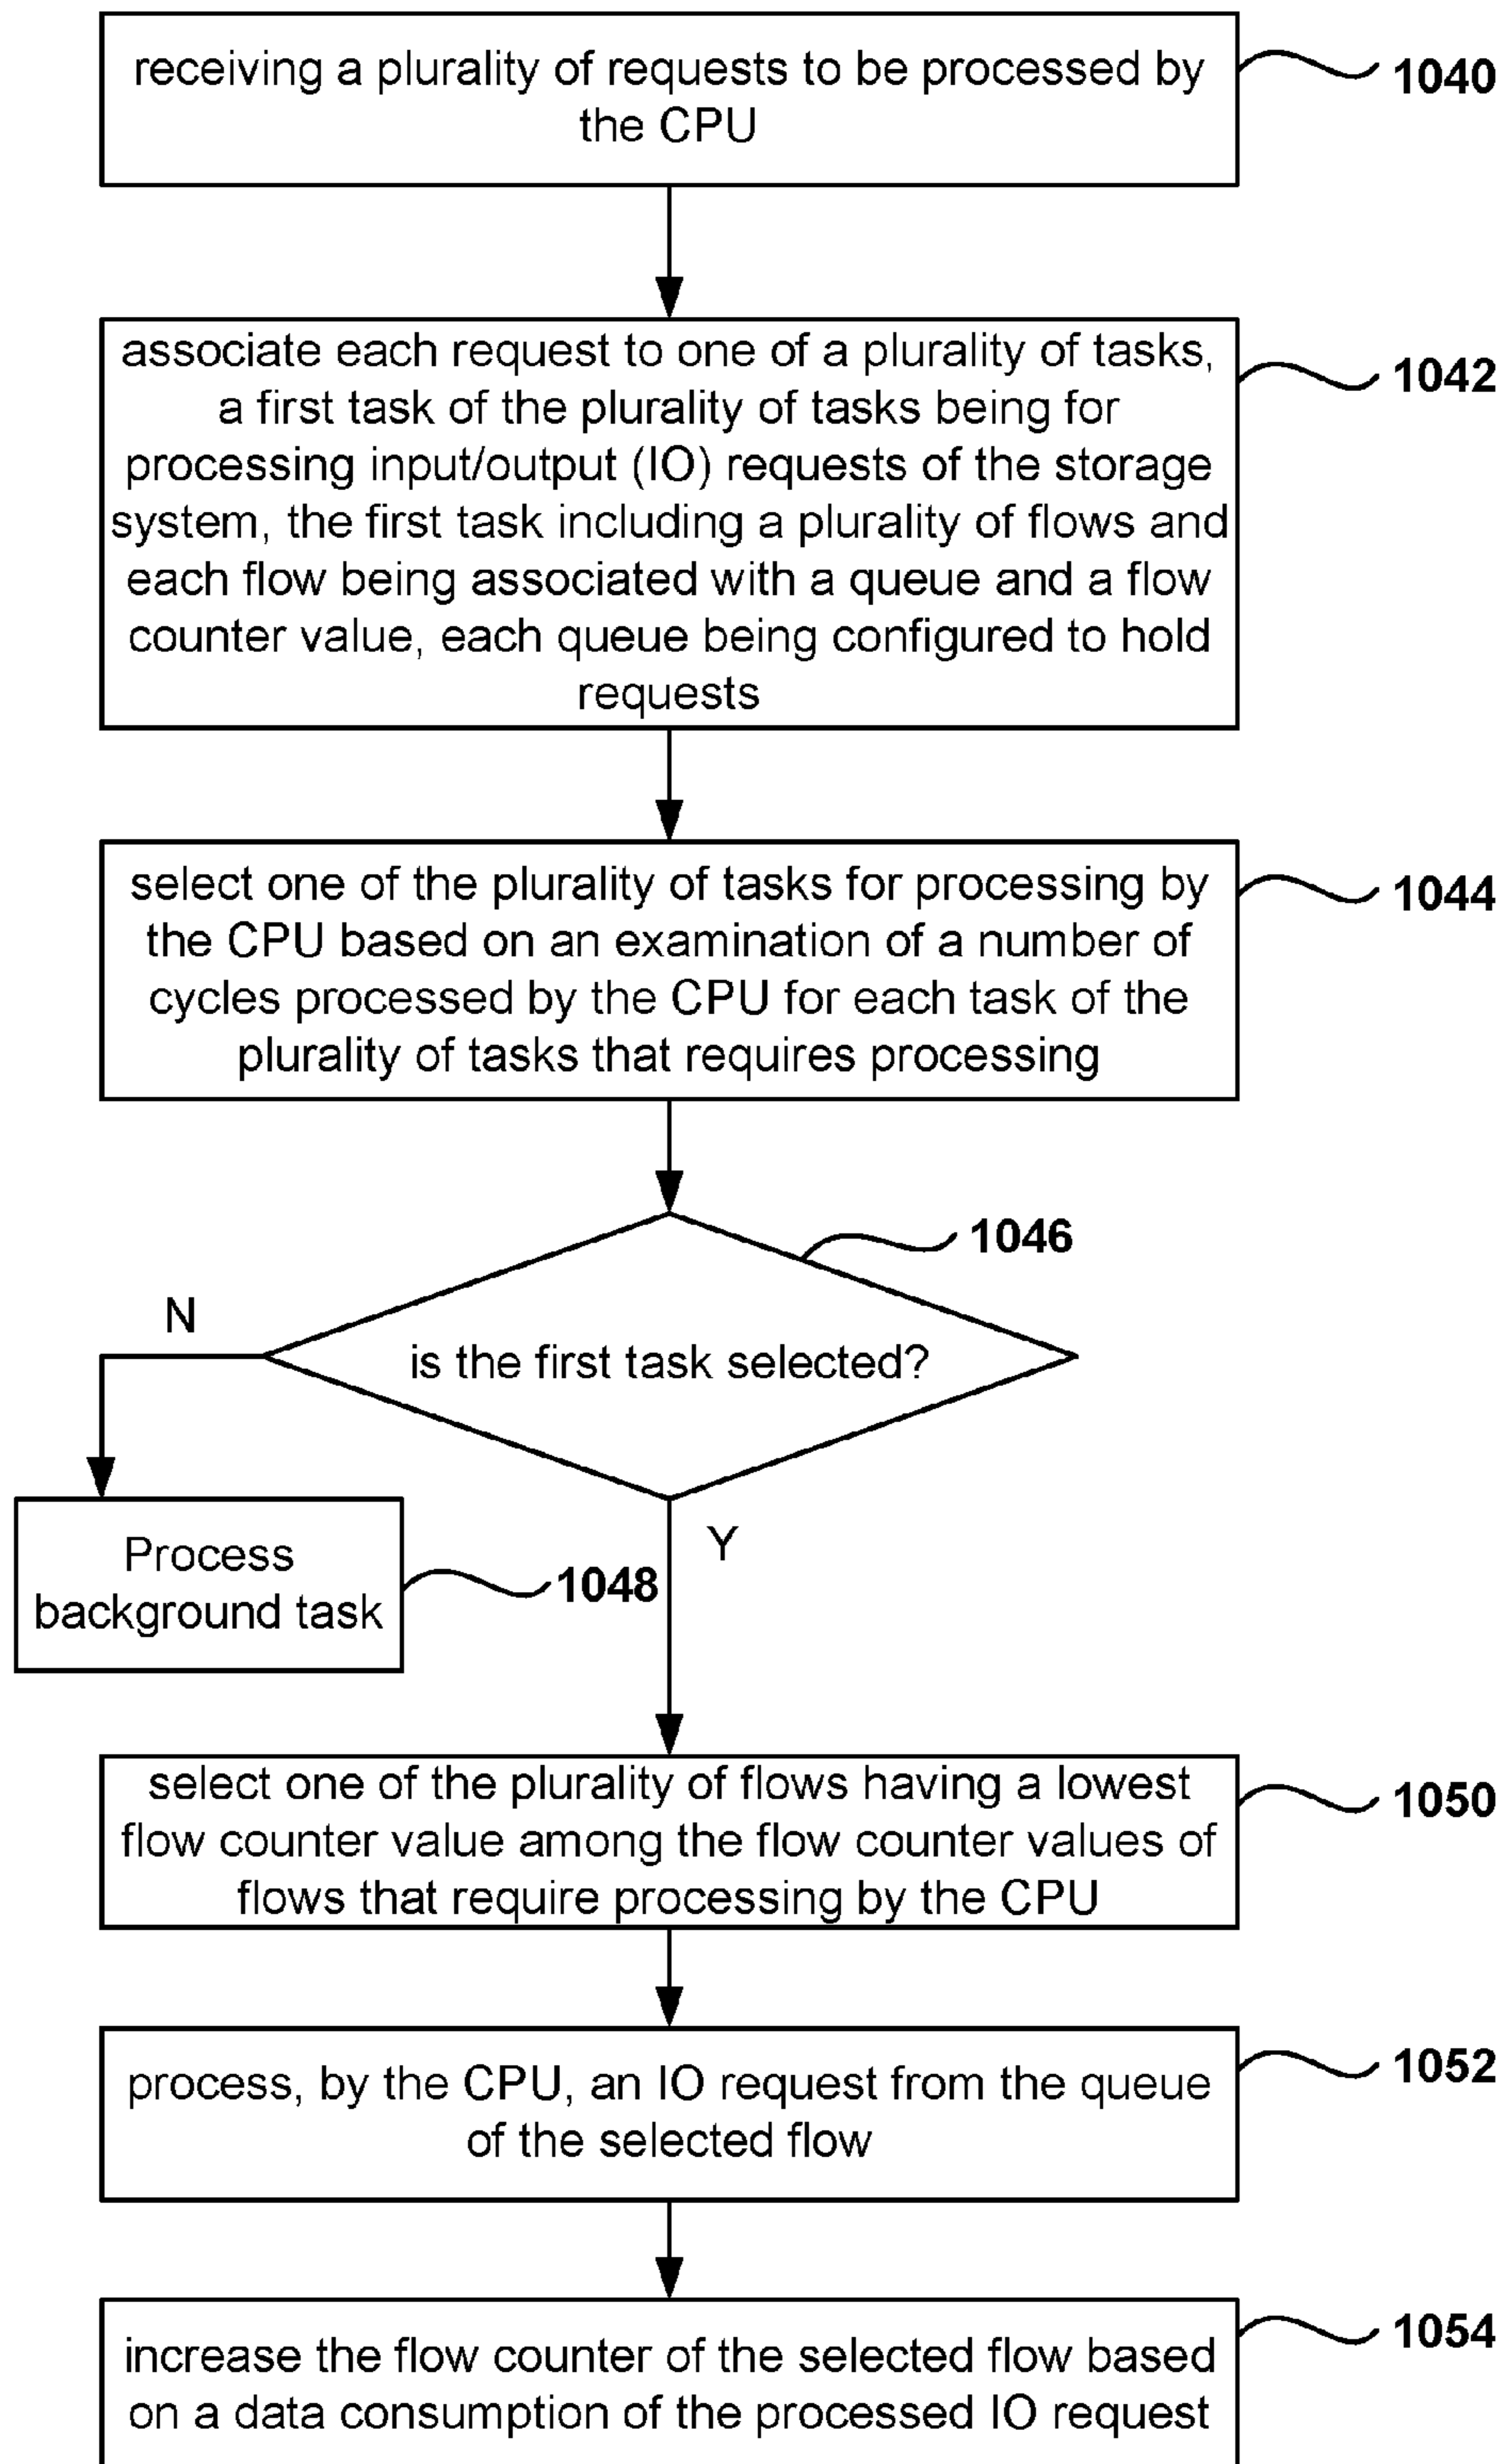 receiving a plurality of requests to be processed by
the CPU
1040
associate each request to one of a plurality of tasks,
a first task of the plurality of tasks being for
processing input/output (IO) requests of the storage
system, the first task including a plurality of flows and
each flow being associated with a queue and a flow
counter value, each queue being configured to hold
requests
1042
select one of the plurality of tasks for processing by
the CPU based on an examination of a number of
cycles processed by the CPU for each task of the
plurality of tasks that requires processing
1044
1046
is the first task selected?
N
Y
Process
background task
1048
select one of the plurality of flows having a lowest
flow counter value among the flow counter values of
flows that require processing by the CPU
1050
process, by the CPU, an IO request from the queue
of the selected flow
1052
increase the flow counter of the selected flow based
on a data consumption of the processed IO request
1054